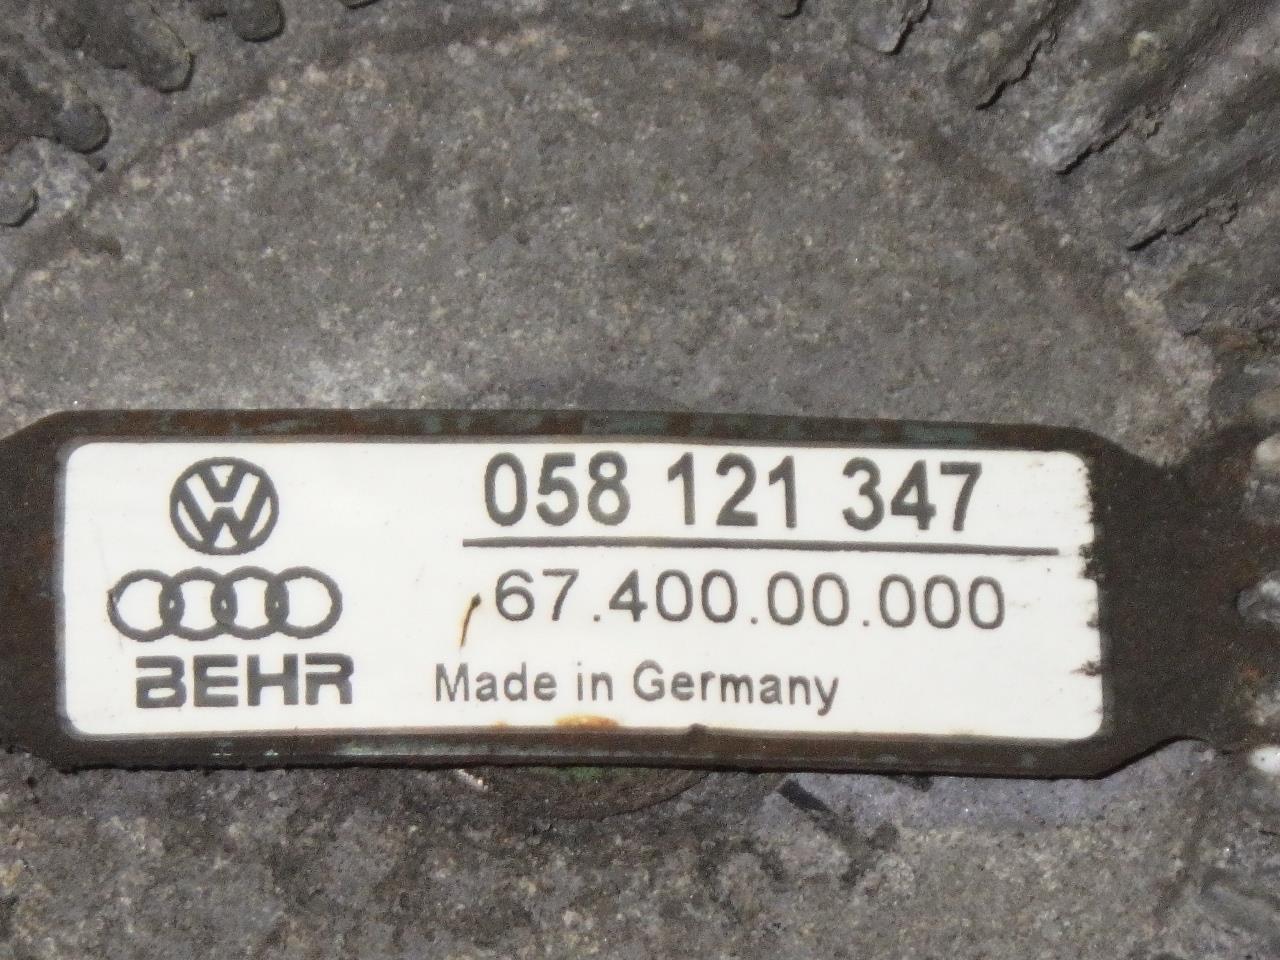 058 121 347
67.400.00.000
BEHR
Made in Germany